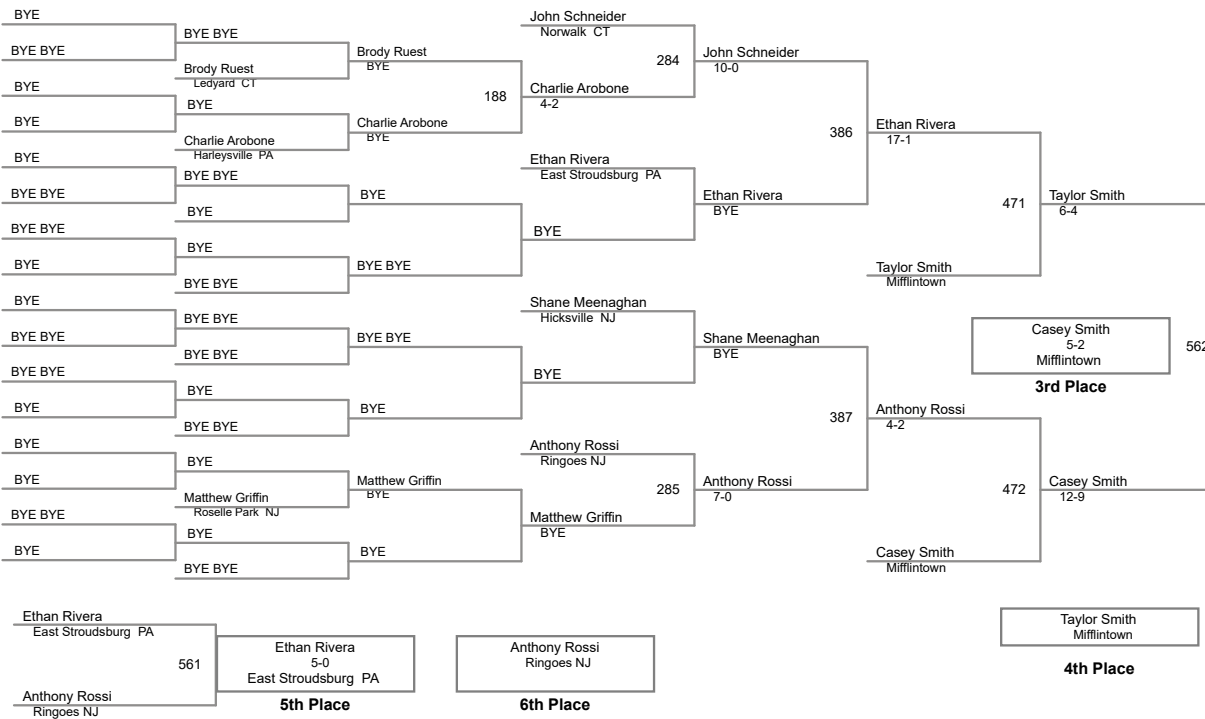 BYE
BYE BYE
BYE
BYE
BYE
BYE BYE
BYE BYE
BYE
BYE
BYE BYE
BYE BYE
BYE
BYE
BYE
BYE BYE
BYE
BYE BYE
Brody Ruest
Ledyard CT
BYE
Charlie Arobone
Harleysville PA
BYE BYE
BYE
BYE
BYE BYE
BYE BYE
BYE BYE
BYE
BYE BYE
BYE
Matthew Griffin
Roselle Park NJ
BYE
BYE BYE
Brody Ruest
BYE
Charlie Arobone
BYE
BYE
BYE BYE
BYE BYE
BYE
Matthew Griffin
BYE
BYE
John Schneider
Norwalk CT
188
Charlie Arobone
4-2
Ethan Rivera
East Stroudsburg PA
BYE
Shane Meenaghan
Hicksville NJ
BYE
Anthony Rossi
Ringoes NJ
Matthew Griffin
BYE
284
John Schneider
10-0
Ethan Rivera
BYE
Shane Meenaghan
BYE
285
Anthony Rossi
7-0
386
Ethan Rivera
17-1
Taylor Smith
Mifflintown
387
Anthony Rossi
4-2
Casey Smith
Mifflintown
471
Taylor Smith
6-4
472
Casey Smith
12-9
Casey Smith
5-2
Mifflintown
562
3rd Place
Ethan Rivera
East Stroudsburg PA
561
Anthony Rossi
Ringoes NJ
Ethan Rivera
5-0
East Stroudsburg PA
5th Place
Anthony Rossi
Ringoes NJ
6th Place
Taylor Smith
Mifflintown
4th Place